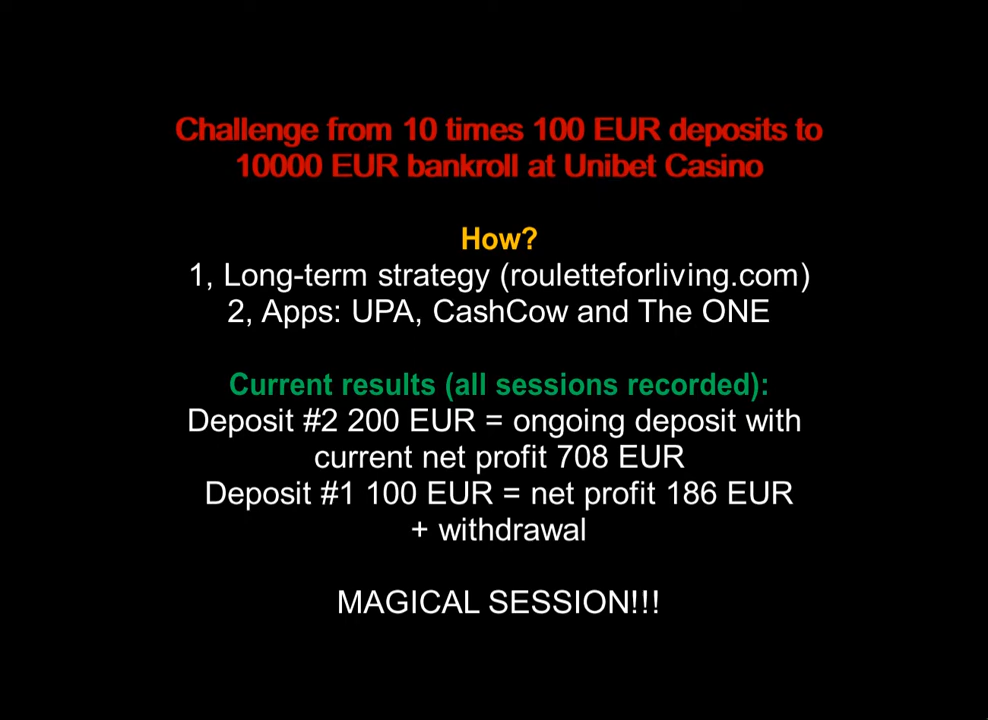 Challenge from 10 times 100 EUR deposits to
10000 EUR bankroll at Unibet Casino
How?
1, Long-term strategy (rouletteforliving.com)
2, Apps: UPA, CashCow and The ONE
Current results (all sessions recorded):
Deposit #2 200 EUR = ongoing deposit with
current net profit 708 EUR
Deposit #1 100 EUR = net profit 186 EUR
+ withdrawal
MAGICAL SESSION!!!